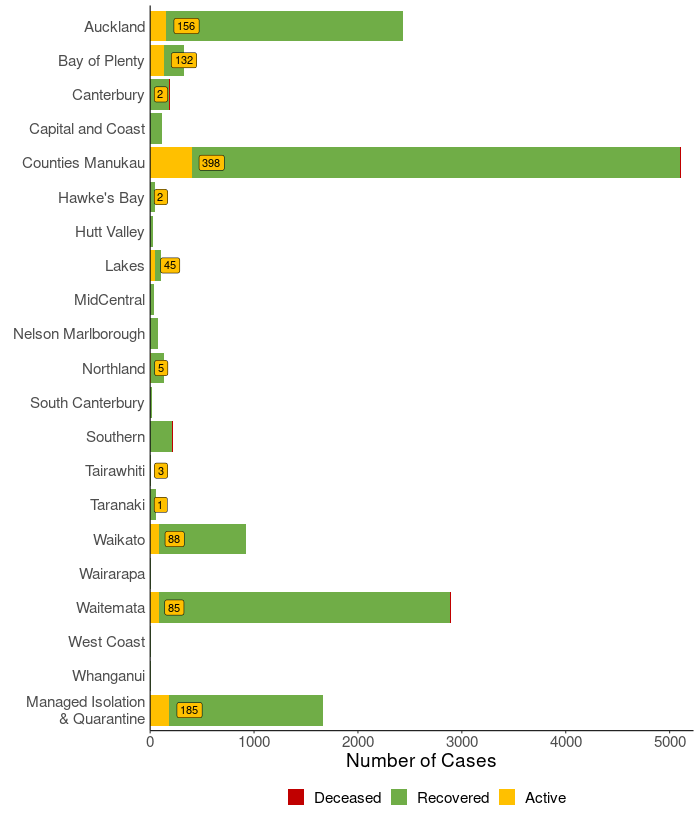 Auckland 156
Bay of Plenty 132
Canterbury 2
Capital and Coast
Counties Manukau 398
Hawke's Bay 2
Hutt Valley
Lakes 45
MidCentral
Nelson Marlborough
Northland 5
South Canterbury
Southern
Tairawhiti 3
Taranaki 1
Waikato 88
Wairarapa
Waitemata 85
West Coast
Whanganui
Managed Isolation
& Quarantine 185
0 1000 2000 3000 4000 5000
Number of Cases
Deceased Recovered Active